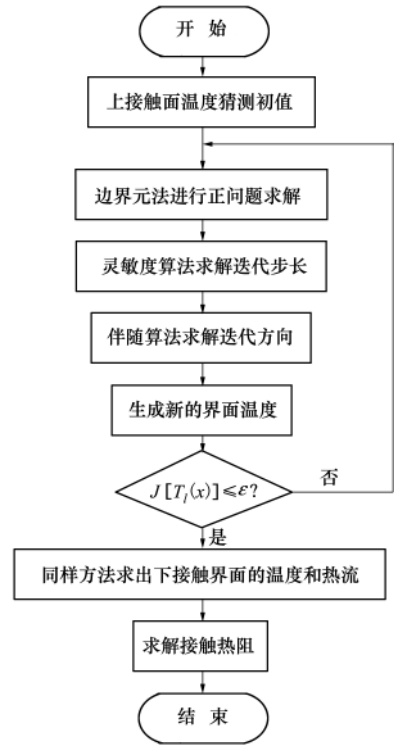 开 始
上接触面温度猜测初值
边界元法进行正问题求解
灵敏度算法求解迭代步长
伴随算法求解迭代方向
生成新的界面温度
J[T_l(x)]≤ε?
否
是
同样方法求出下接触界面的温度和热流
求解接触热阻
结 束